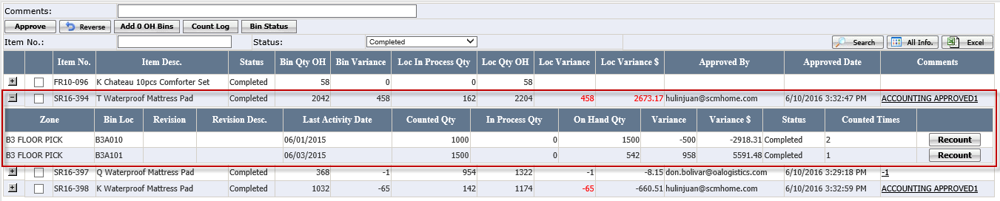 Comments:
Approve Reverse Add 0 OH Bins Count Log Bin Status
Item No.: Status: Completed Search All Info. Excel
Item No. Item Desc. Status Bin Qty OH Bin Variance Loc In Process Qty Loc Qty OH Loc Variance Loc Variance $ Approved By Approved Date Comments
FR10-096 K Chateau 10pcs Comforter Set Completed 58 0 0 58
SR16-394 T Waterproof Mattress Pad Completed 2042 458 162 2204 458 2673.17 hulinjuan@scmhome.com 6/10/2016 3:32:47 PM ACCOUNTING APPROVED1
Zone Bin Loc Revision Revision Desc. Last Activity Date Counted Qty In Process Qty On Hand Qty Variance Variance $ Status Counted Times
B3 FLOOR PICK B3A010 06/01/2015 1000 0 1500 -500 -2918.31 Completed 2 Recount
B3 FLOOR PICK B3A101 06/03/2015 1500 0 542 958 5591.48 Completed 1 Recount
SR16-397 Q Waterproof Mattress Pad Completed 368 -1 954 1322 -1 -8.15 don.bolivar@oalogistics.com 6/10/2016 3:29:18 PM -1
SR16-398 K Waterproof Mattress Pad Completed 1032 -65 142 1174 -65 -660.51 hulinjuan@scmhome.com 6/10/2016 3:32:59 PM ACCOUNTING APPROVED1